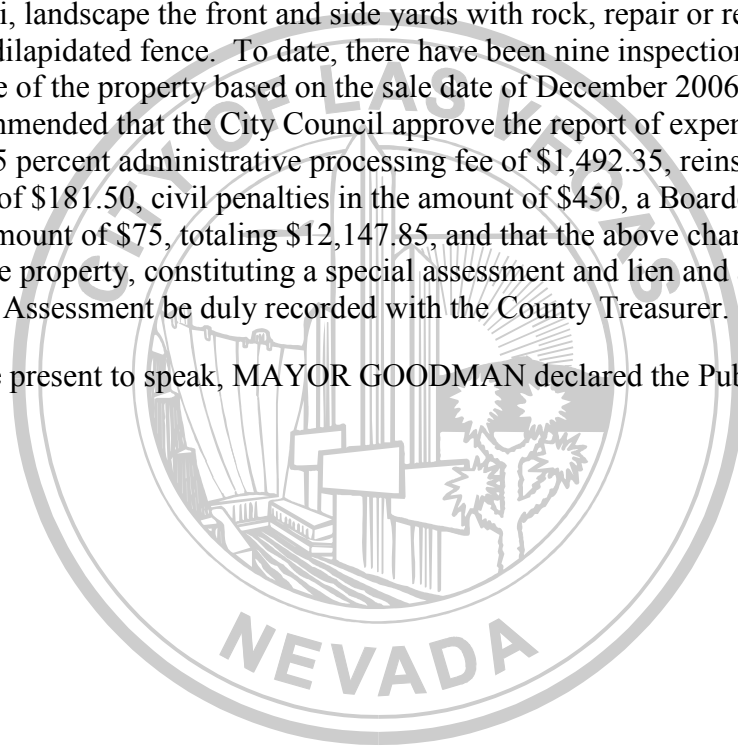 i, landscape the front and side yards with rock, repair or re
dilapidated fence. To date, there have been nine inspection
e of the property based on the sale date of December 2006
mmended that the City Council approve the report of expen
5 percent administrative processing fee of $1,492.35, reins
of $181.50, civil penalties in the amount of $450, a Boarde
mount of $75, totaling $12,147.85, and that the above char
e property, constituting a special assessment and lien and
Assessment be duly recorded with the County Treasurer.
e present to speak, MAYOR GOODMAN declared the Pub
CITY OF LAS VEGAS
NEVADA